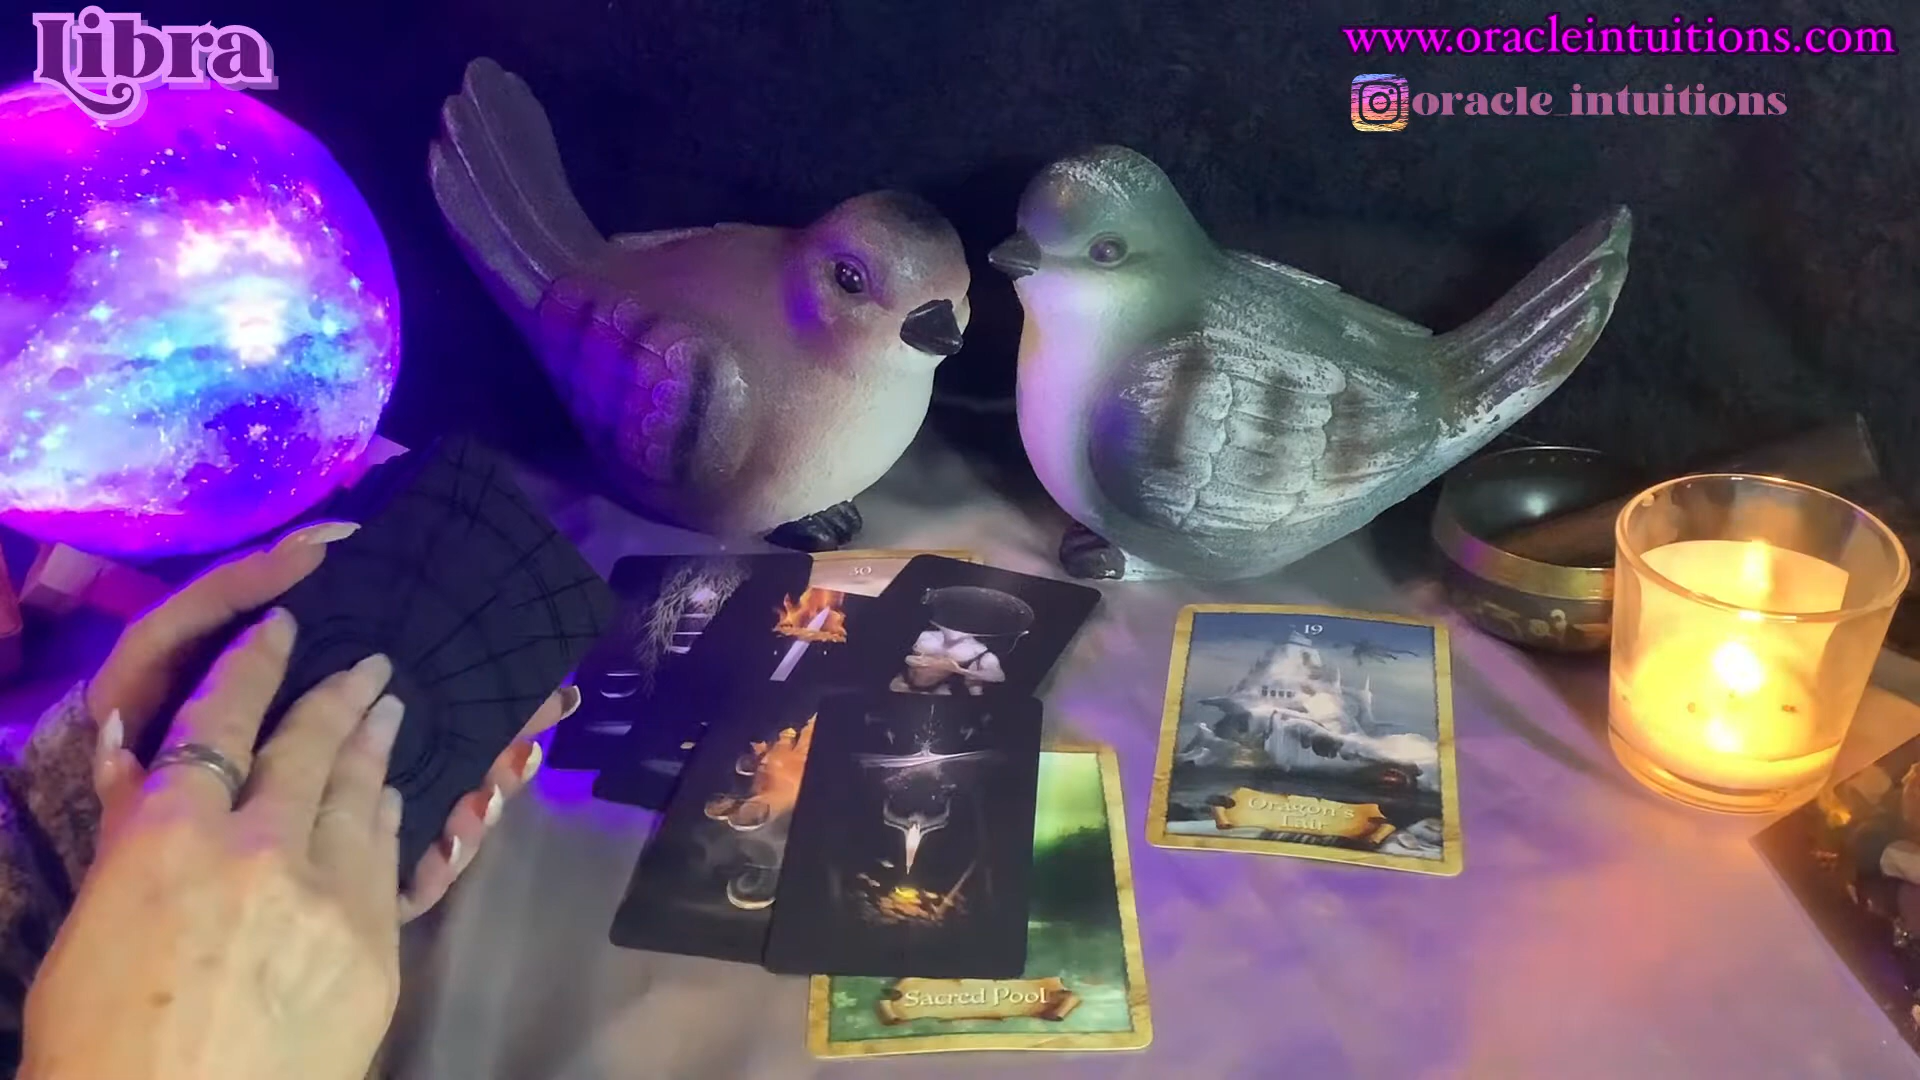 Libra
www.oracleintuitions.com
oracle_intuitions
30
19
Dragon's
Lair
Sacred Pool